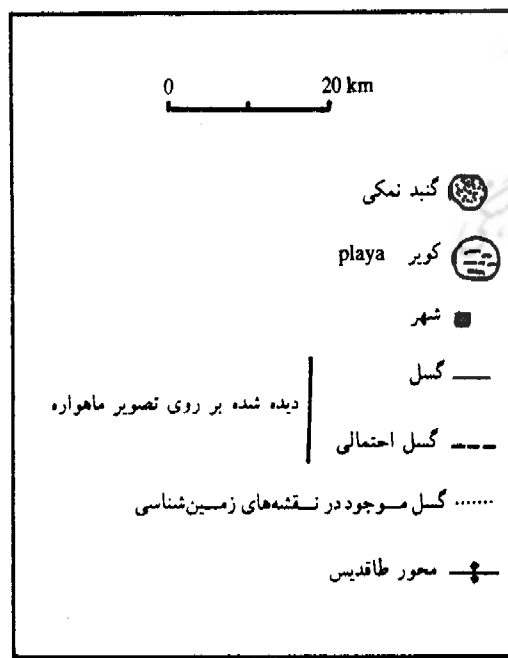 0 20 km
گنبد نمکی
کویر playa
شهر
گسل
دیده شده بر روی تصویر ماهواره
گسل احتمالی
گسل موجود در نقشه‌های زمین‌شناسی
محور طاقدیس